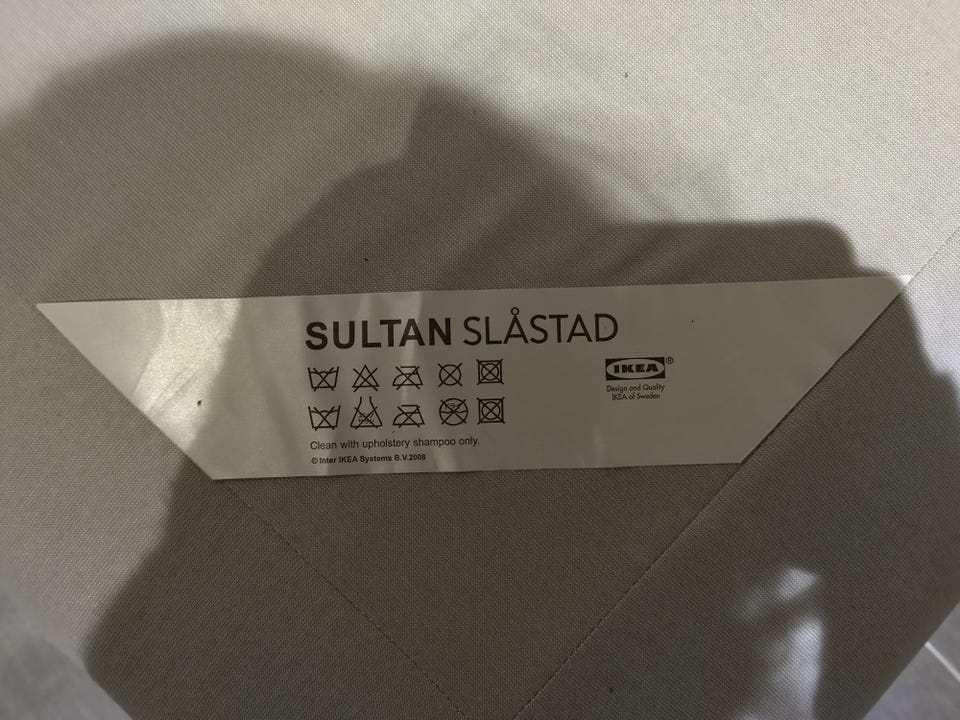 SULTAN SLÅSTAD
IKEA®
Design and Quality
IKEA of Sweden
Clean with upholstery shampoo only.
© Inter IKEA Systems B.V.2008